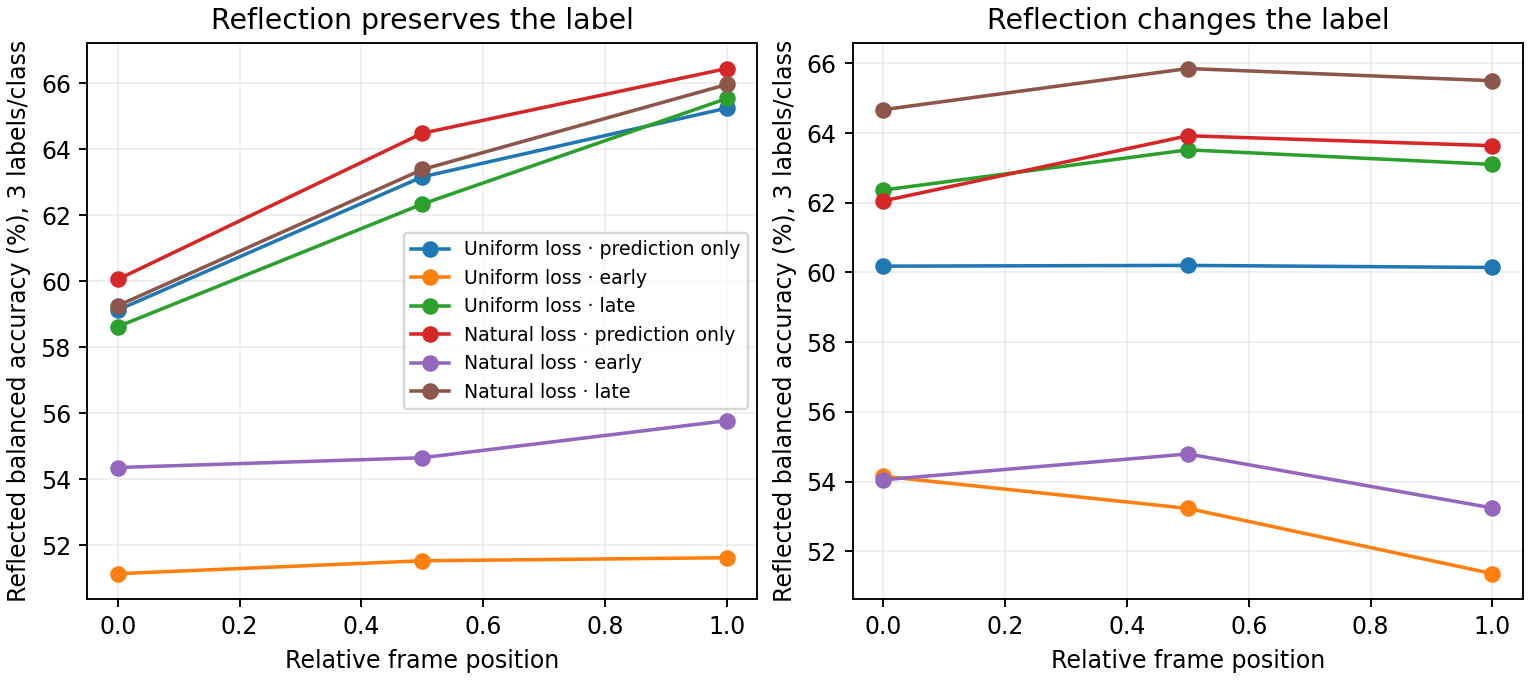 Reflection preserves the label
Reflected balanced accuracy (%), 3 labels/class
66
64
62
60
58
56
54
52
0.0 0.2 0.4 0.6 0.8 1.0
Relative frame position
Uniform loss · prediction only
Uniform loss · early
Uniform loss · late
Natural loss · prediction only
Natural loss · early
Natural loss · late
Reflection changes the label
Reflected balanced accuracy (%), 3 labels/class
66
64
62
60
58
56
54
52
0.0 0.2 0.4 0.6 0.8 1.0
Relative frame position